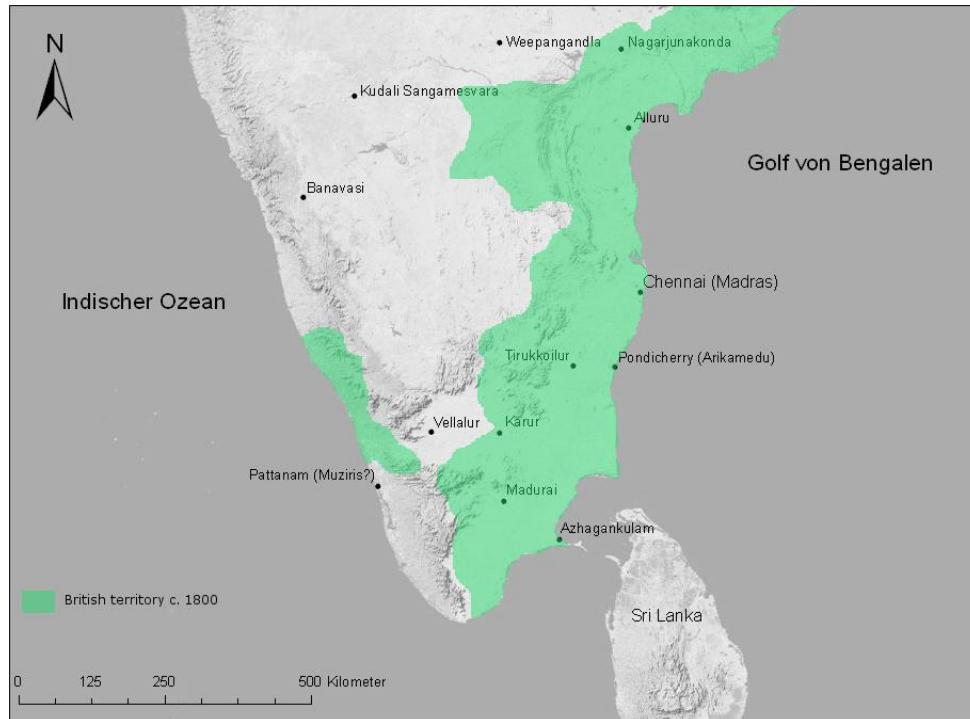 N
Weepangandla
Nagarjunakonda
Kudali Sangamesvara
Alluru
Golf von Bengalen
Banavasi
Indischer Ozean
Chennai (Madras)
Tirukkoilur
Pondicherry (Arikamedu)
Vellalur
Karur
Pattanam (Muziris?)
Madurai
Azhagankulam
British territory c. 1800
Sri Lanka
0 125 250 500 Kilometer